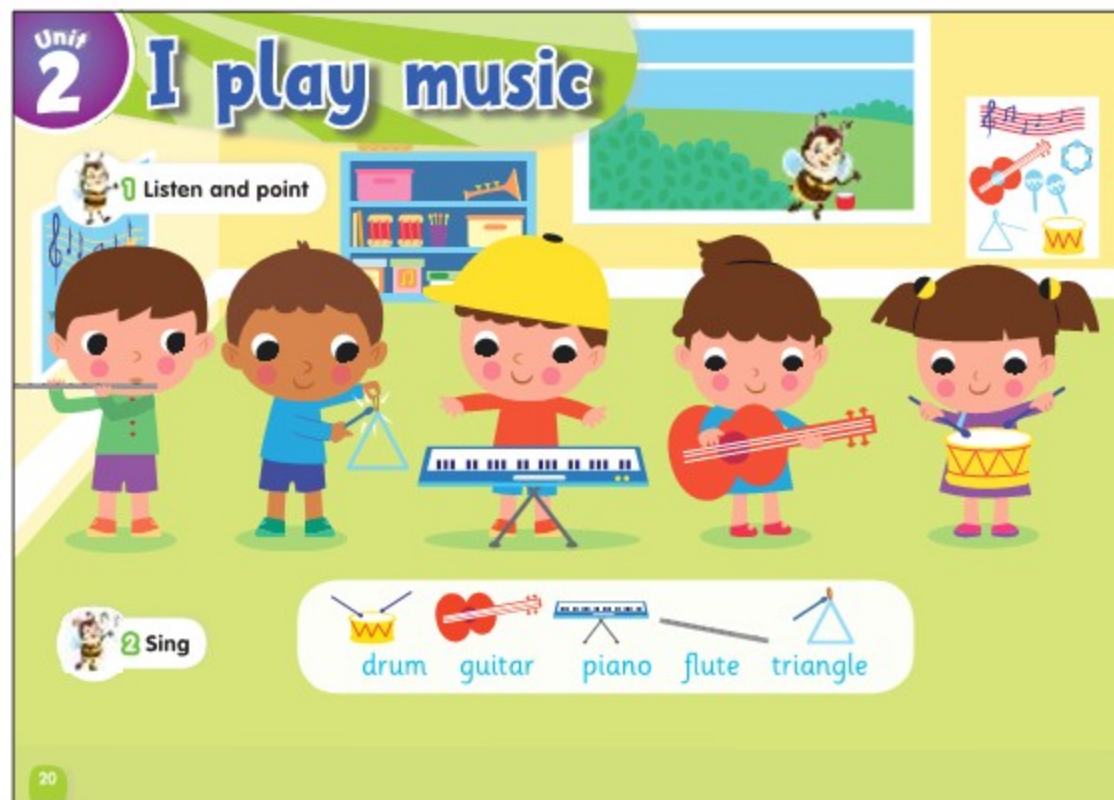 Unit
2
I play music
1 Listen and point
2 Sing
drum guitar piano flute triangle
20